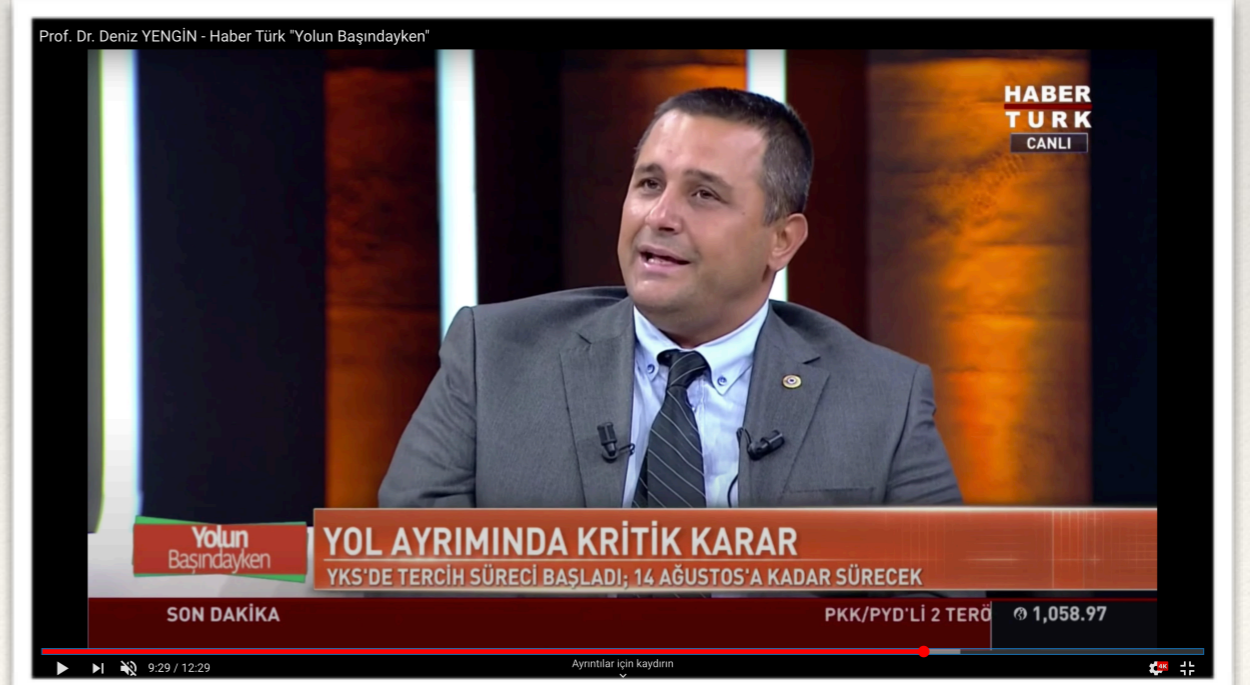 Prof. Dr. Deniz YENGİN - Haber Türk "Yolun Başındayken"
HABER
TURK
CANLI
Yolun
Başındayken
YOL AYRIMINDA KRİTİK KARAR
YKS'DE TERCİH SÜRECİ BAŞLADI; 14 AĞUSTOS'A KADAR SÜRECEK
SON DAKİKA
PKK/PYD'Lİ 2 TERÖ
1,058.97
9:29 / 12:29
Ayrıntılar için kaydırın
4K